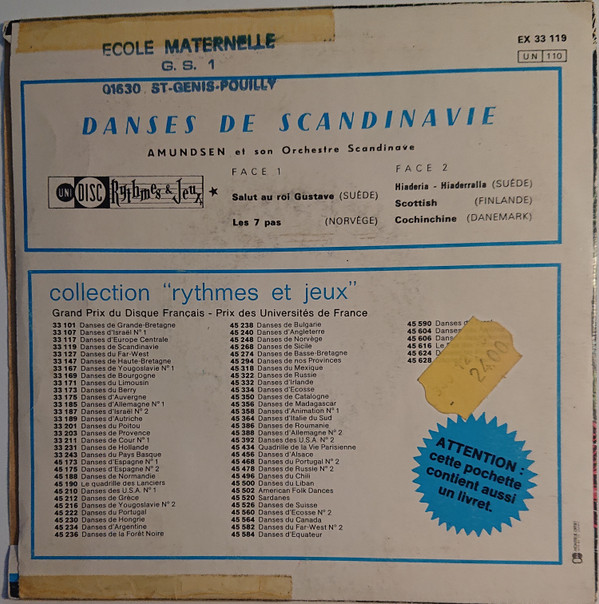 ECOLE MATERNELLE
G. S. 1
01630 ST-GENIS-POUILLY
EX 33 119
UN 110
DANSES DE SCANDINAVIE
AMUNDSEN et son Orchestre Scandinave
FACE 1
FACE 2
UNI DISC Rythmes & Jeux
Salut au roi Gustave (SUÈDE)
Les 7 pas (NORVÈGE)
Hiaderia - Hiaderralla (SUÈDE)
Scottish (FINLANDE)
Cochinchine (DANEMARK)
collection "rythmes et jeux"
Grand Prix du Disque Français - Prix des Universités de France
33 101 Danses de Grande-Bretagne
33 107 Danses d'Israël N° 1
33 117 Danses d'Europe Centrale
33 119 Danses de Scandinavie
33 127 Danses du Far-West
33 147 Danses de Haute-Bretagne
33 167 Danses de Yougoslavie N° 1
33 169 Danses de Bourgogne
33 171 Danses du Limousin
33 173 Danses du Berry
33 175 Danses d'Auvergne
33 185 Danses d'Allemagne N° 1
33 187 Danses d'Israël N° 2
33 189 Danses d'Autriche
33 201 Danses du Poitou
33 203 Danses de Provence
33 211 Danses de Cour N° 1
33 231 Danses de Hollande
33 243 Danses du Pays Basque
45 173 Danses d'Espagne N° 1
45 175 Danses d'Espagne N° 2
45 188 Danses de Normandie
45 190 Le quadrille des Lanciers
45 210 Danses des U.S.A. N° 1
45 212 Danses de Grèce
45 216 Danses de Yougoslavie N° 2
45 222 Danses du Portugal
45 230 Danses de Hongrie
45 234 Danses d'Argentine
45 236 Danses de la Forêt Noire
45 238 Danses de Bulgarie
45 240 Danses d'Angleterre
45 248 Danses de Norvège
45 268 Danses de Sicile
45 274 Danses de Basse-Bretagne
45 294 Danses de nos Provinces
45 318 Danses du Mexique
45 322 Danses de Russie
45 332 Danses d'Irlande
45 334 Danses d'Ecosse
45 350 Danses de Catalogne
45 356 Danses de Madagascar
45 358 Danses d'Animation N° 1
45 364 Danses d'Italie du Sud
45 386 Danses de Roumanie
45 388 Danses d'Allemagne N° 2
45 392 Danses des U.S.A. N° 2
45 434 Quadrille de la Vie Parisienne
45 456 Danses d'Alsace
45 468 Danses du Portugal N° 2
45 478 Danses de Russie N° 2
45 496 Danses du Chili
45 500 Danses du Liban
45 502 American Folk Dances
45 520 Sardanes
45 526 Danses de Suisse
45 560 Danses d'Ecosse N° 2
45 564 Danses du Canada
45 582 Danses du Far-West N° 2
45 584 Danses d'Equateur
45 590 Danses
45 604
45 606
45 616
45 624
45 628
24,00
ATTENTION :
cette pochette
contient aussi
un livret.